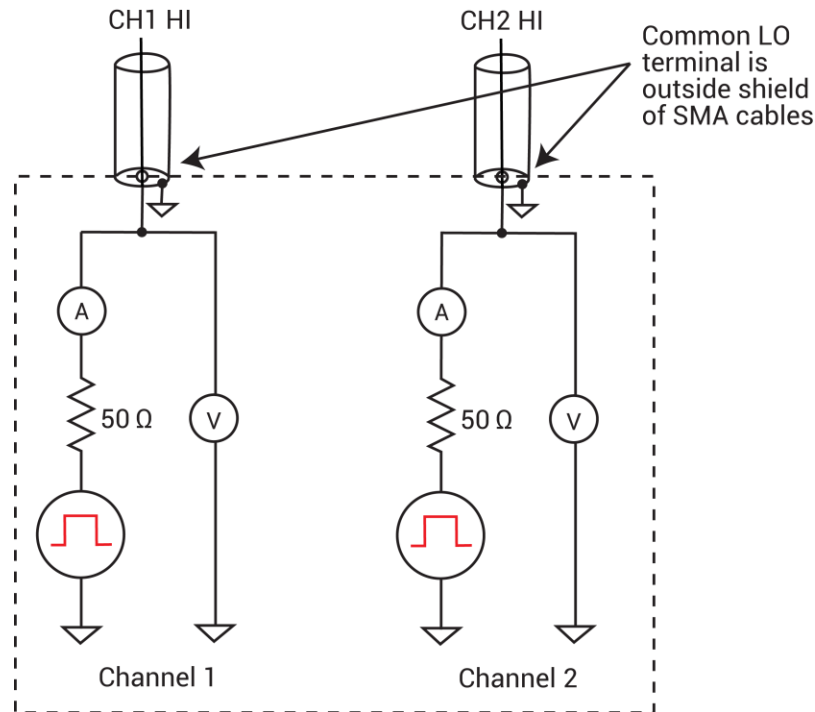 CH1 HI
CH2 HI
Common LO
terminal is
outside shield
of SMA cables
A
A
50 Ω
V
50 Ω
V
Channel 1
Channel 2